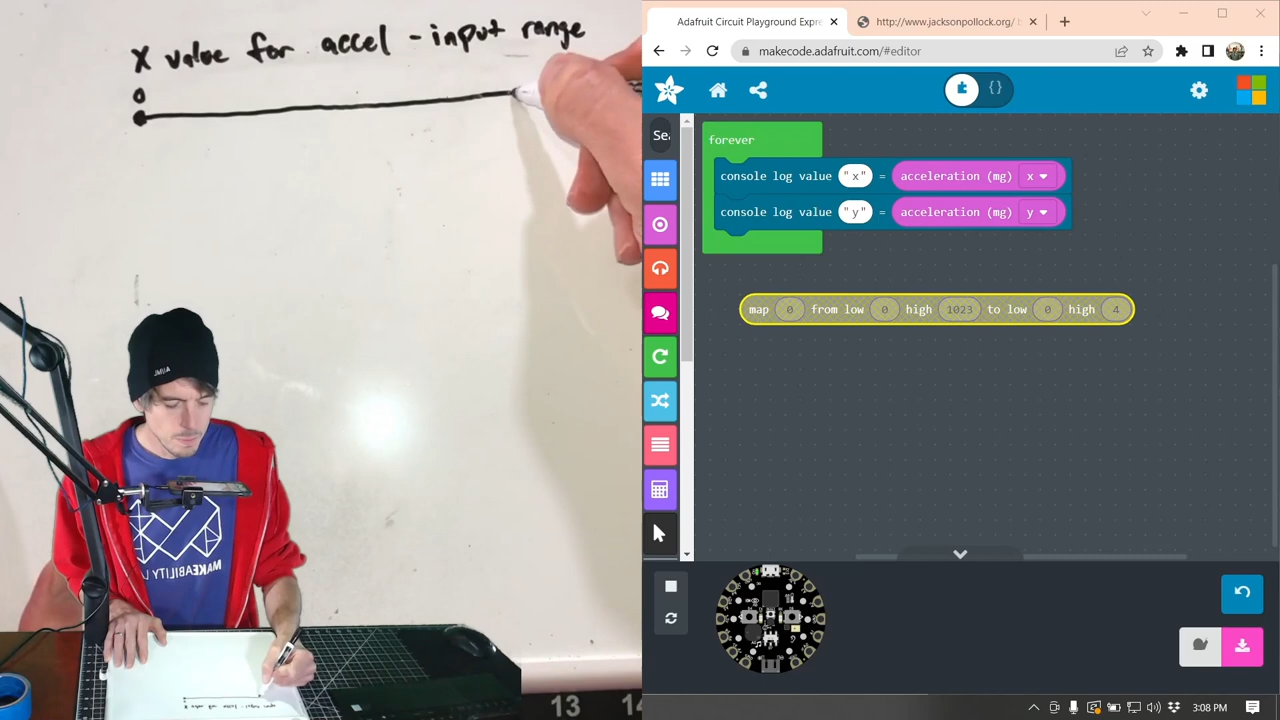 X value for accel - input range
0
Adafruit Circuit Playground Expre
http://www.jacksonpollock.org/
makecode.adafruit.com/#editor
{}
Sea
forever
console log value "x" = acceleration (mg) x
console log value "y" = acceleration (mg) y
map 0 from low 0 high 1023 to low 0 high 4
AI/ML
MAKEABILITY L
13
14
3:08 PM